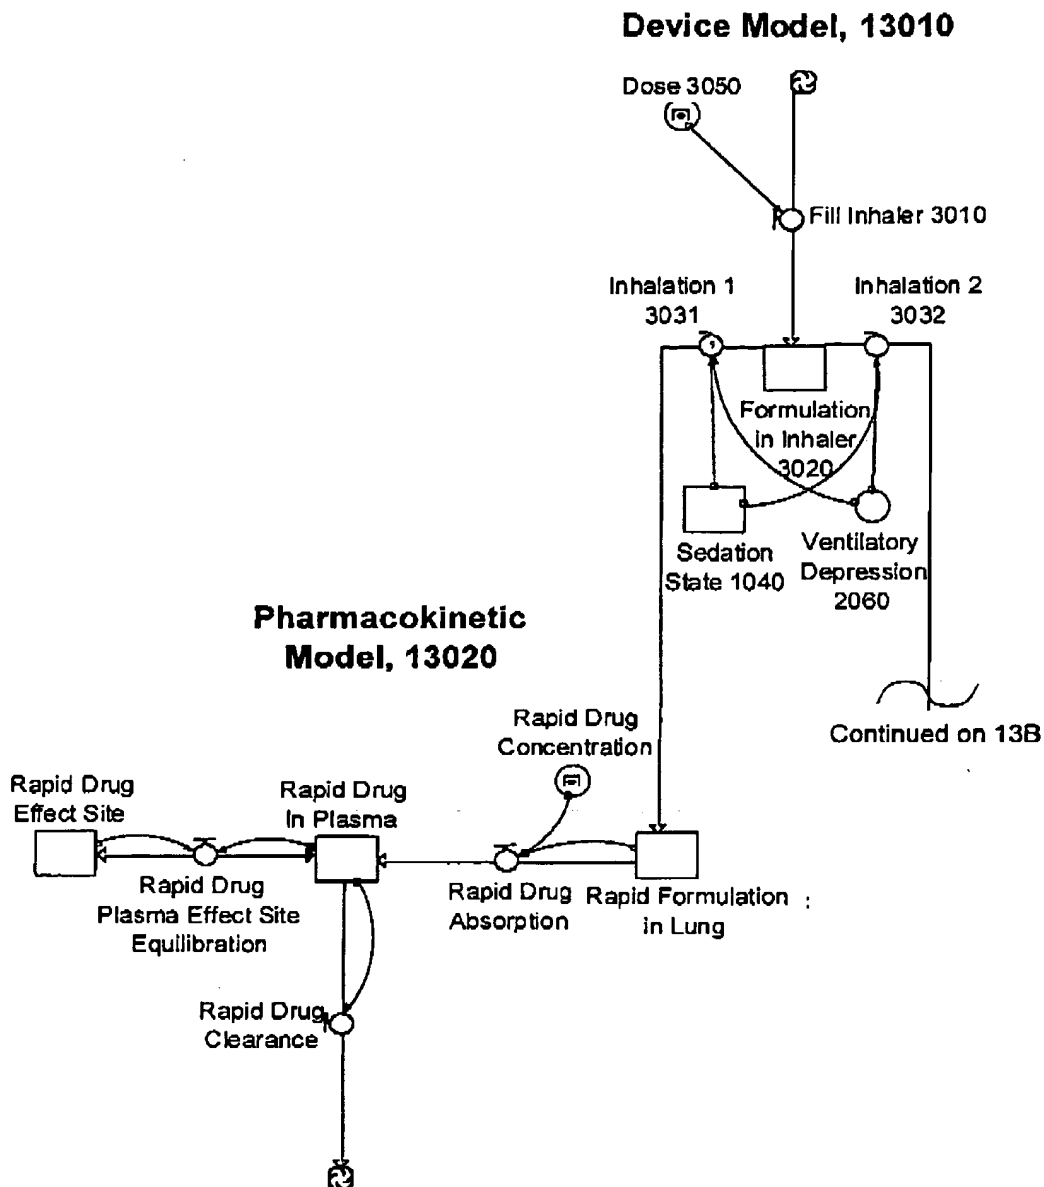 Device Model, 13010
Dose 3050
Fill Inhaler 3010
Inhalation 1
3031
Inhalation 2
3032
Formulation
in Inhaler
3020
Sedation
State 1040
Ventilatory
Depression
2060
Continued on 13B
Pharmacokinetic
Model, 13020
Rapid Drug
Concentration
Rapid Drug
Effect Site
Rapid Drug
In Plasma
Rapid Drug
Plasma Effect Site
Equilibration
Rapid Drug
Absorption
Rapid Formulation
in Lung
Rapid Drug
Clearance